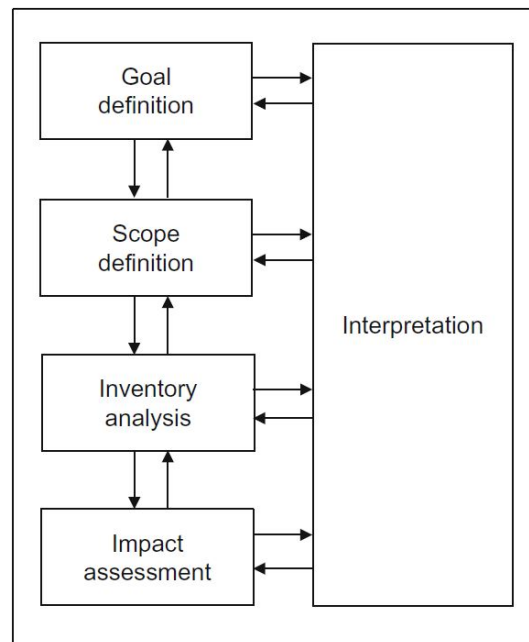 Goal
definition
Scope
definition
Inventory
analysis
Impact
assessment
Interpretation